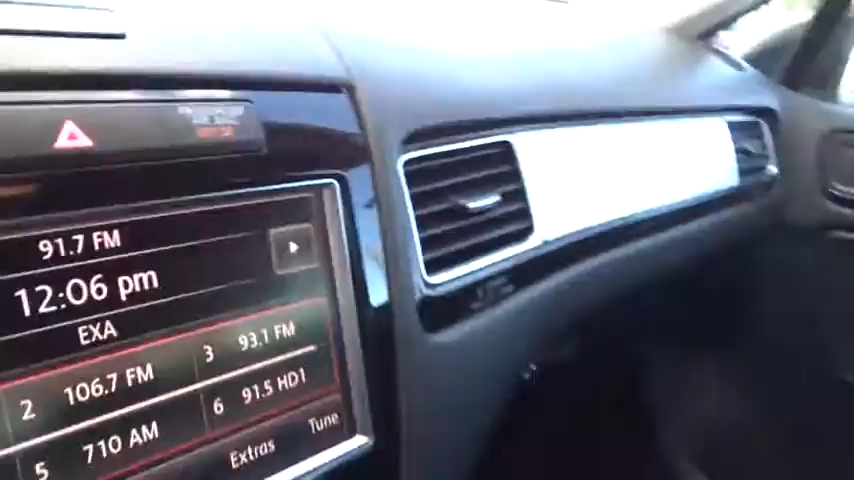 91.7 FM
12:06 pm
EXA
2 106.7 FM 3 93.1 FM
5 710 AM 6 91.5 HD1
Extras Tune